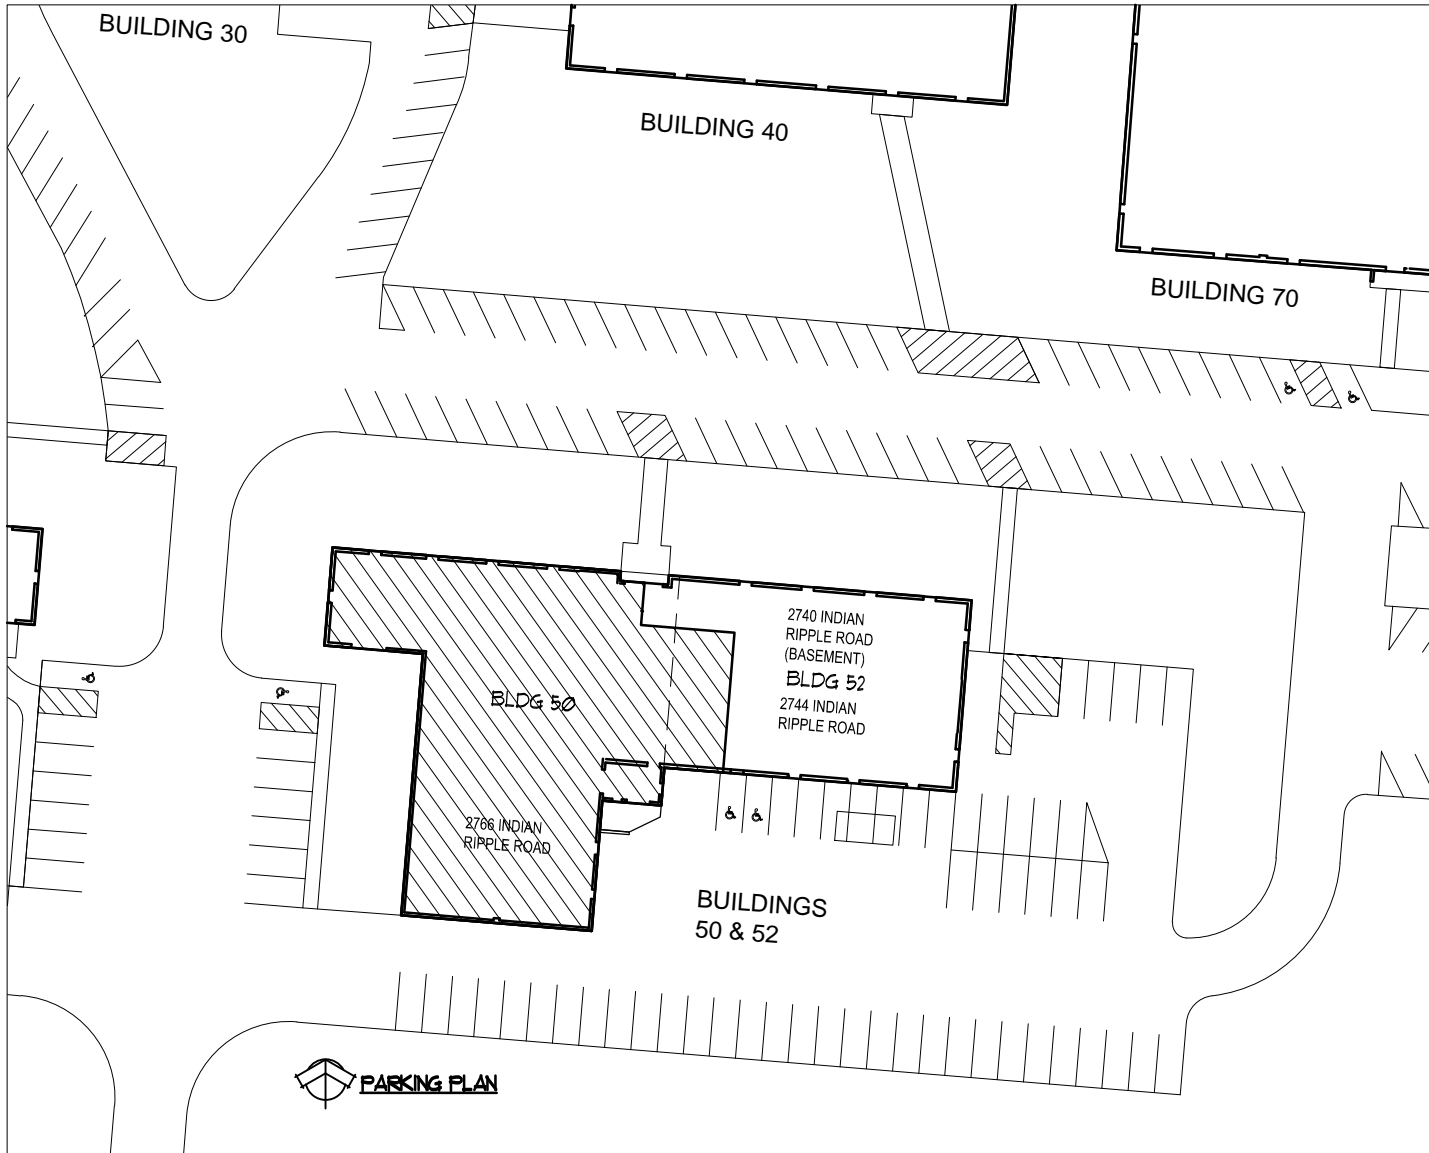 BUILDING 30
BUILDING 40
BUILDING 70
2740 INDIAN
RIPPLE ROAD
(BASEMENT)
BLDG 52
2744 INDIAN
RIPPLE ROAD
BLDG 50
2766 INDIAN
RIPPLE ROAD
BUILDINGS
50 & 52
PARKING PLAN